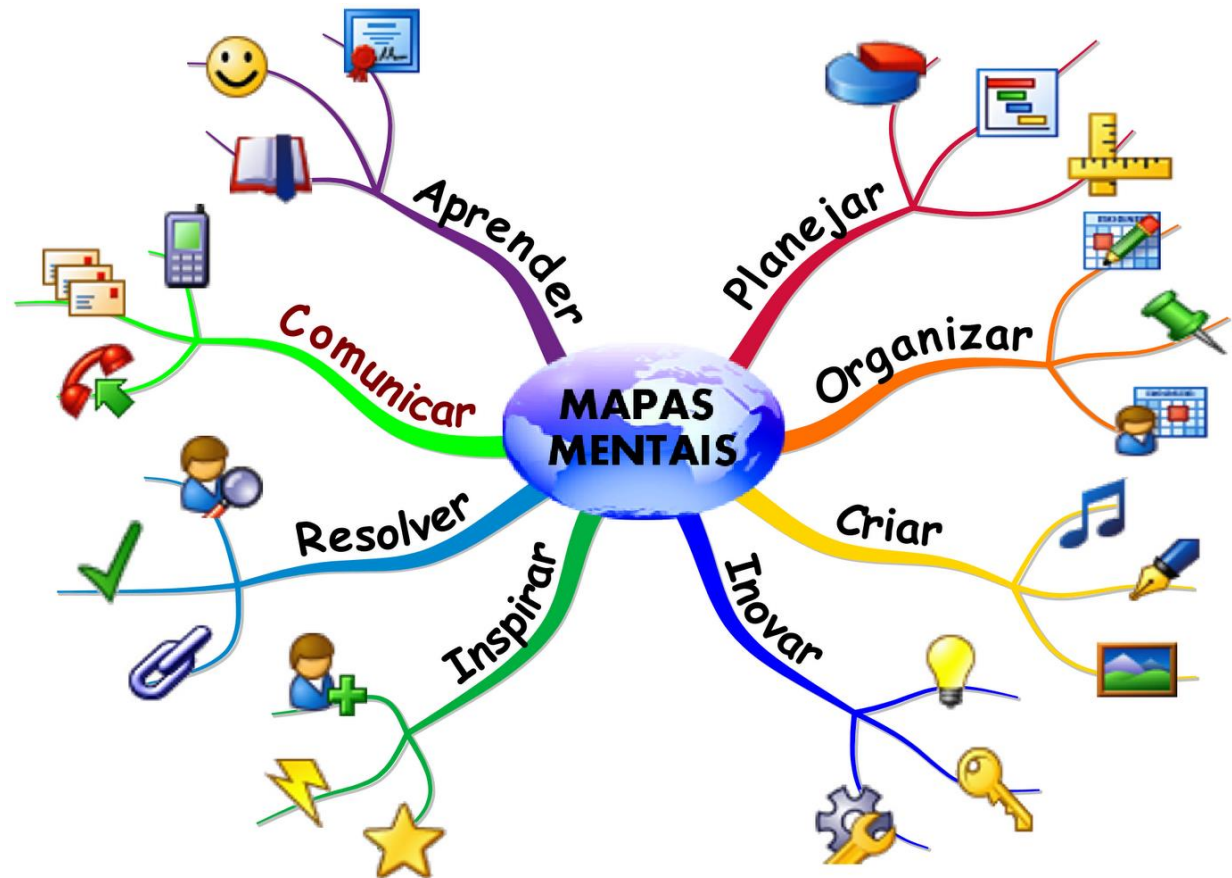 MAPAS
MENTAIS
Planejar
Organizar
Criar
Inovar
Inspirar
Resolver
Comunicar
Aprender